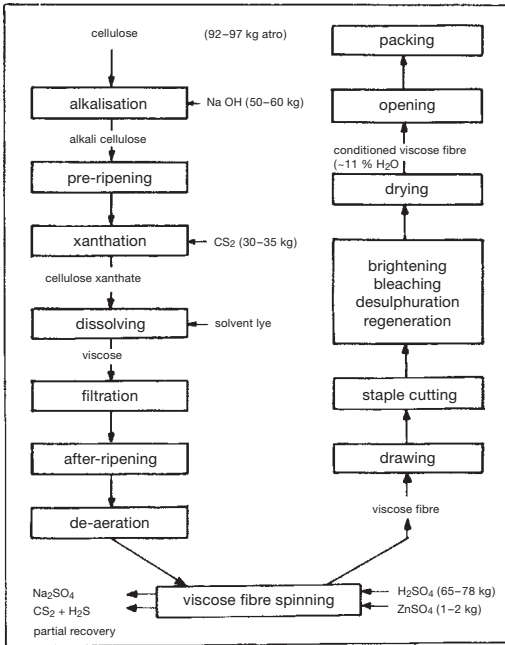 cellulose (92–97 kg atro)
alkalisation
Na OH (50–60 kg)
alkali cellulose
pre-ripening
xanthation
CS₂ (30–35 kg)
cellulose xanthate
dissolving
solvent lye
viscose
filtration
after-ripening
de-aeration
viscose fibre spinning
Na₂SO₄
CS₂ + H₂S
partial recovery
H₂SO₄ (65–78 kg)
ZnSO₄ (1–2 kg)
viscose fibre
drawing
staple cutting
brightening
bleaching
desulphuration
regeneration
drying
conditioned viscose fibre
(~11 % H₂O
opening
packing